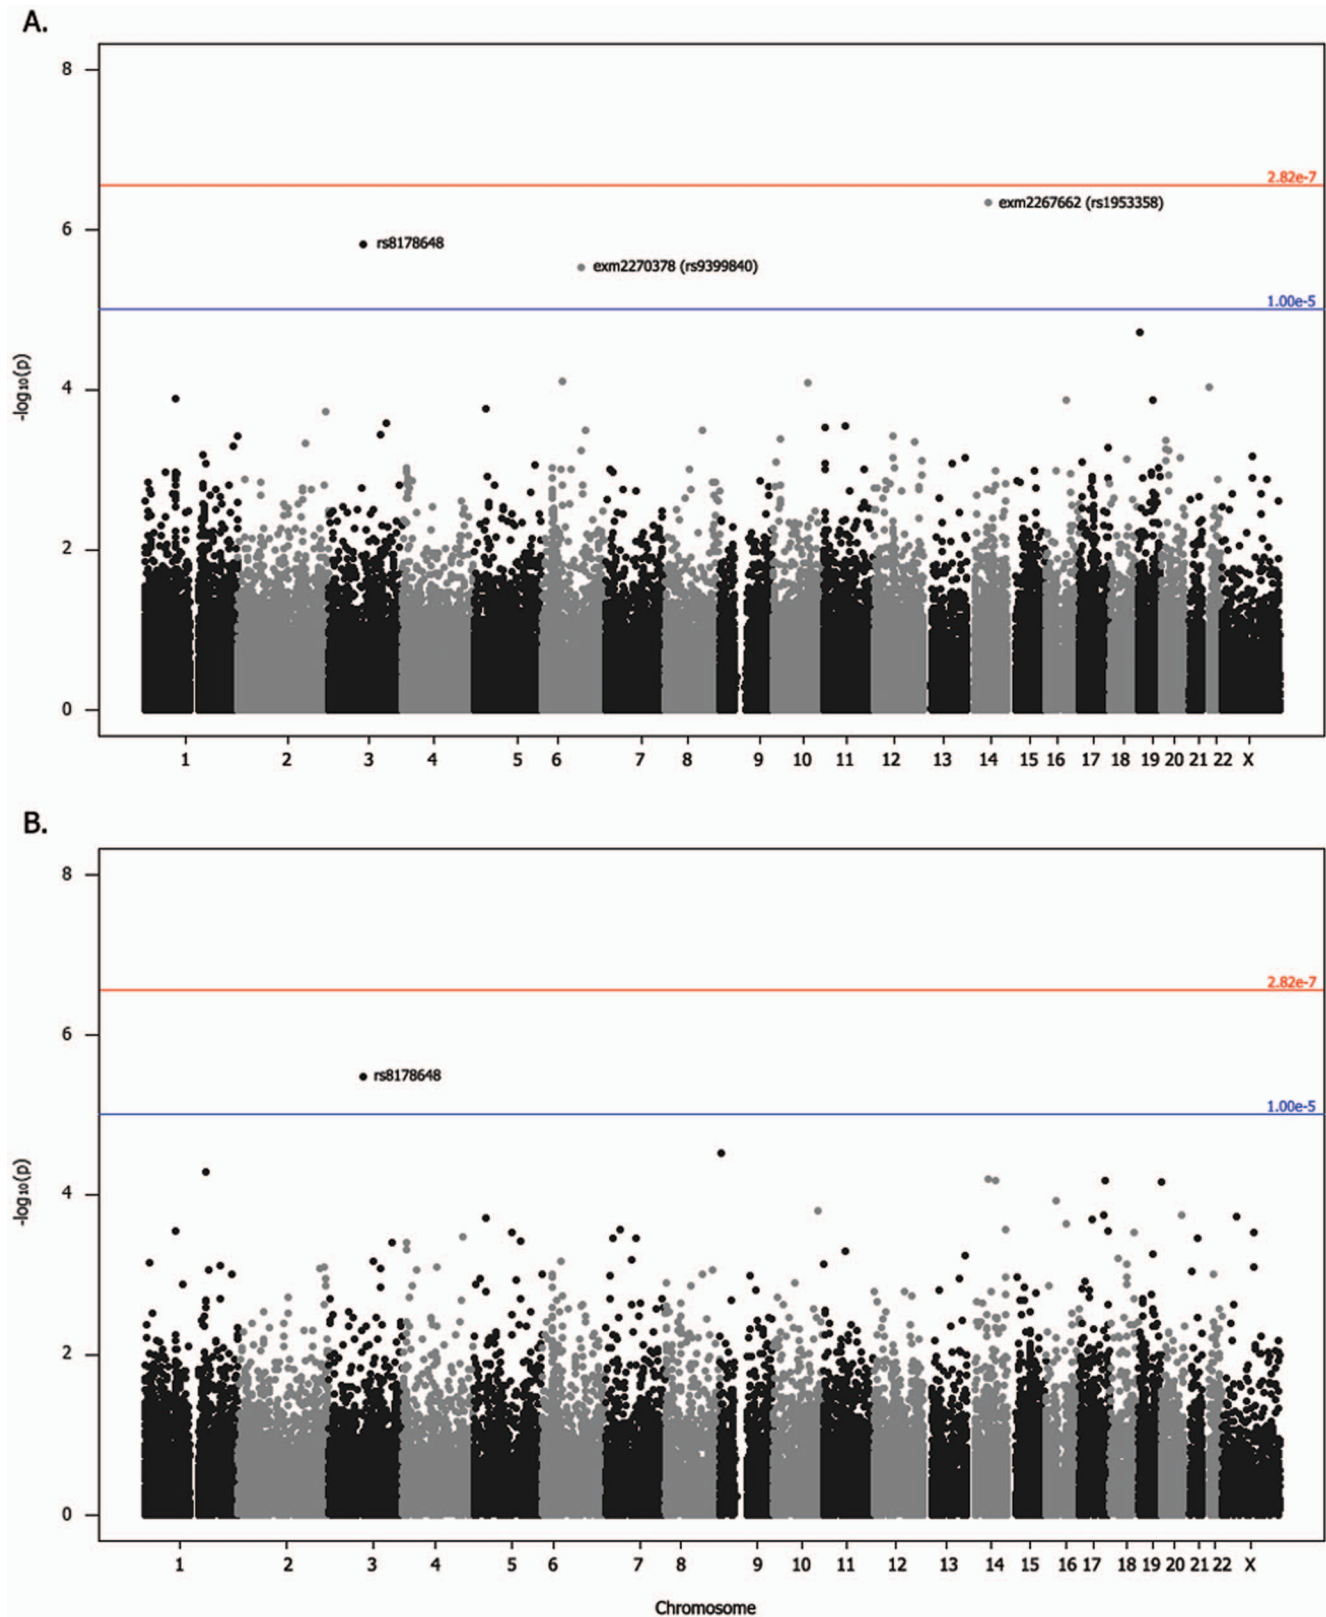 A.
8
2.82e-7
exm2267662 (rs1953358)
6
rs8178648
exm2270378 (rs9399840)
1.00e-5
-log₁₀(p)
4
2
0
1 2 3 4 5 6 7 8 9 10 11 12 13 14 15 16 17 18 19 20 21 22 X
B.
8
2.82e-7
6
rs8178648
1.00e-5
-log₁₀(p)
4
2
0
1 2 3 4 5 6 7 8 9 10 11 12 13 14 15 16 17 18 19 20 21 22 X
Chromosome